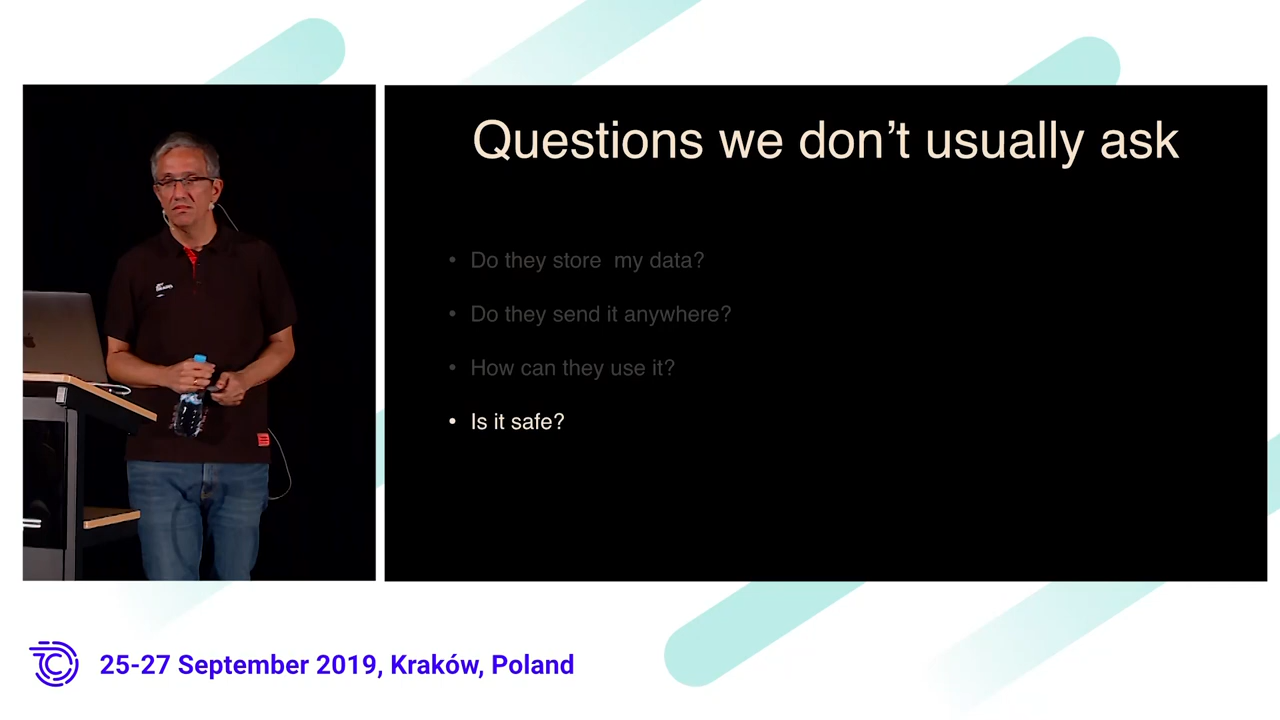 Questions we don't usually ask
• Do they store  my data?
• Do they send it anywhere?
• How can they use it?
• Is it safe?
25-27 September 2019, Kraków, Poland